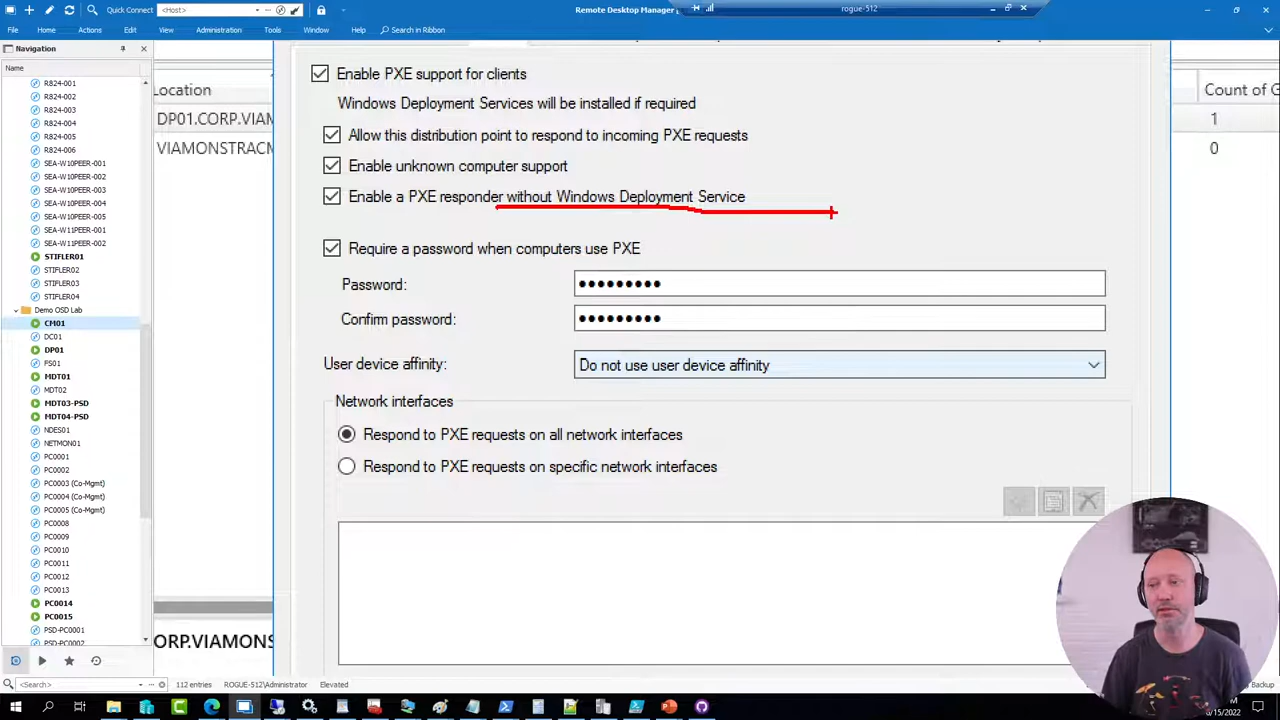 <Host>
Remote Desktop Manager
rogue-512
Quick Connect
File
Home
Actions
Edit
View
Administration
Tools
Window
Help
Search in Ribbon
Navigation
Name
R824-001
R824-002
R824-003
R824-004
R824-005
R824-006
SEA-W10PEER-001
SEA-W10PEER-002
SEA-W10PEER-003
SEA-W10PEER-004
SEA-W10PEER-005
SEA-W11PEER-001
SEA-W11PEER-002
STIFLER01
STIFLER02
STIFLER03
STIFLER04
Demo OSD Lab
CM01
DC01
DP01
FS01
MDT01
MDT02
MDT03-PSD
MDT04-PSD
NDES01
NETMON01
PC0001
PC0002
PC0003 (Co-Mgmt)
PC0004 (Co-Mgmt)
PC0005 (Co-Mgmt)
PC0008
PC0009
PC0010
PC0011
PC0012
PC0013
PC0014
PC0015
PSD-PC0001
PSD-PC0002
Location
DP01.CORP.VIAM
VIAMONSTRACM
CORP.VIAMONS
Enable PXE support for clients
Windows Deployment Services will be installed if required
Allow this distribution point to respond to incoming PXE requests
Enable unknown computer support
Enable a PXE responder without Windows Deployment Service
Require a password when computers use PXE
Password:
Confirm password:
User device affinity:
Do not use user device affinity
Network interfaces
Respond to PXE requests on all network interfaces
Respond to PXE requests on specific network interfaces
Count of G
1
0
<Search>
112 entries
ROGUE-512\Administrator
Elevated
Backup
M
8/15/2022